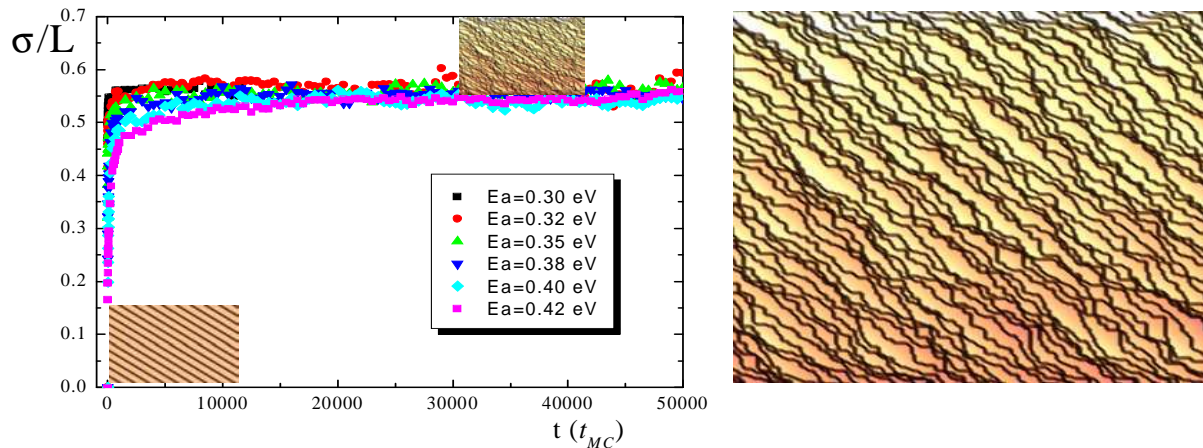 σ/L
0.7
0.6
0.5
0.4
0.3
0.2
0.1
0.0
Ea=0.30 eV
Ea=0.32 eV
Ea=0.35 eV
Ea=0.38 eV
Ea=0.40 eV
Ea=0.42 eV
0 10000 20000 30000 40000 50000
t (t_MC)